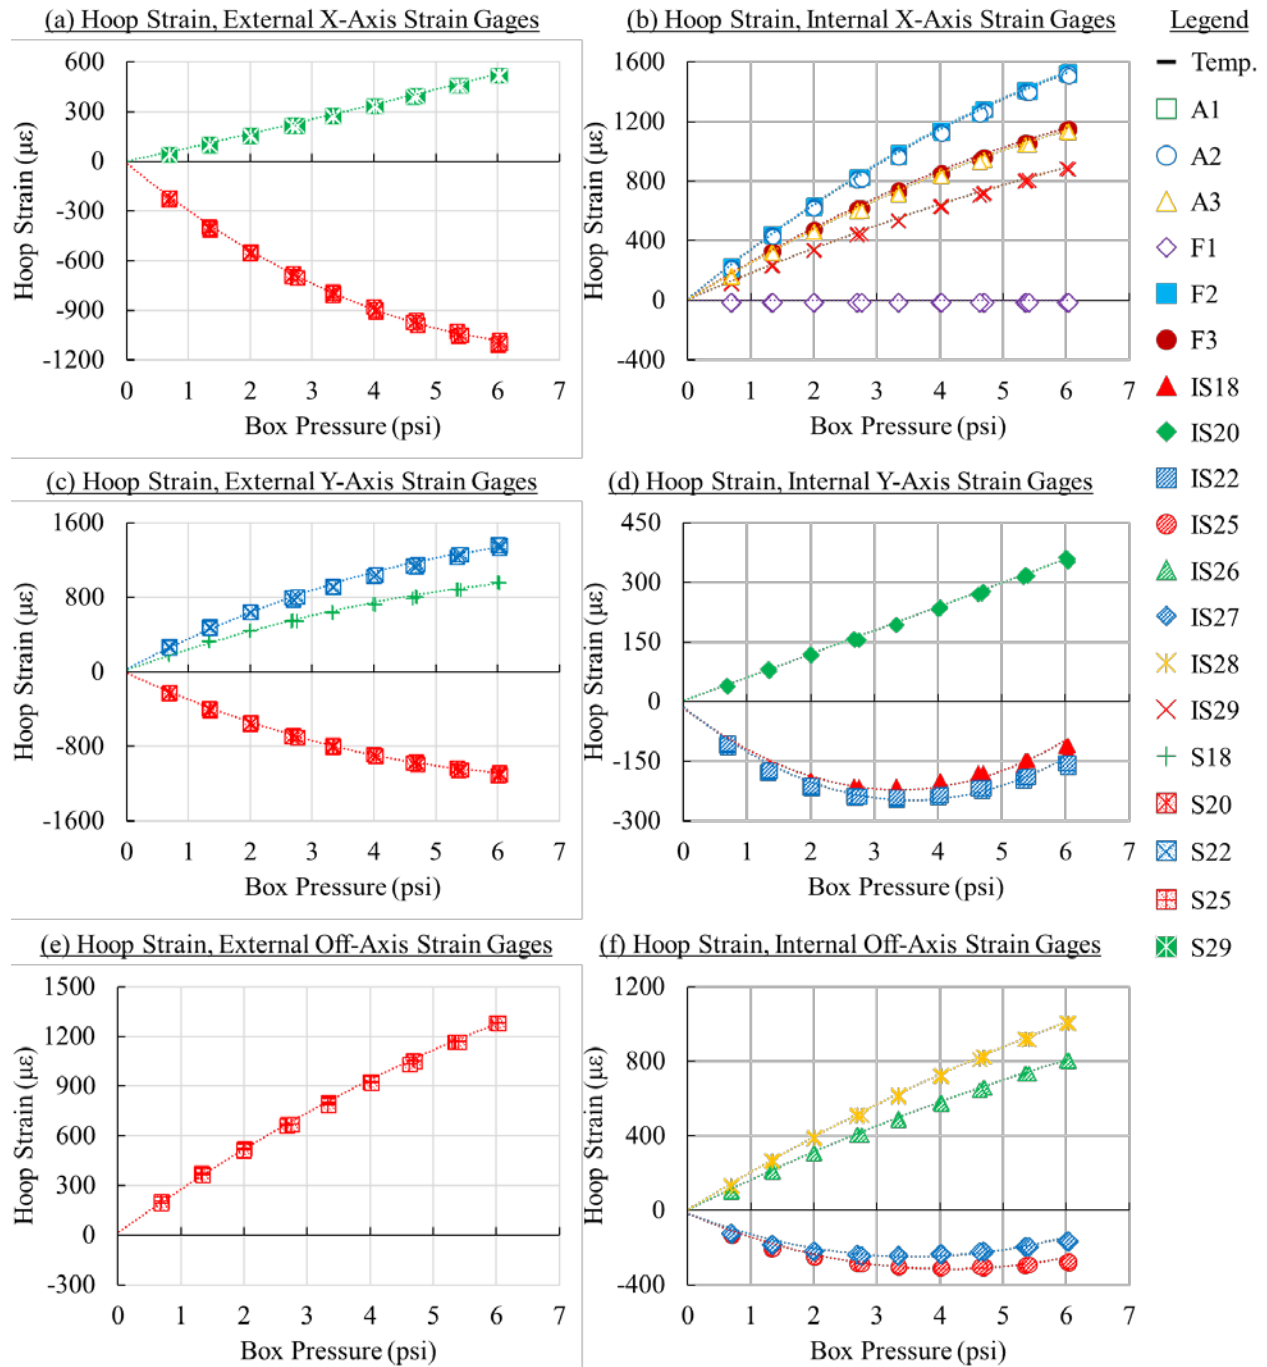 (a) Hoop Strain, External X-Axis Strain Gages
600
300
0
-300
-600
-900
-1200
Hoop Strain (με)
0 1 2 3 4 5 6 7
Box Pressure (psi)
(b) Hoop Strain, Internal X-Axis Strain Gages
1600
1200
800
400
0
-400
Hoop Strain (με)
0 1 2 3 4 5 6 7
Box Pressure (psi)
Legend
Temp.
A1
A2
A3
F1
F2
F3
IS18
IS20
IS22
IS25
IS26
IS27
IS28
IS29
S18
S20
S22
S25
S29
(c) Hoop Strain, External Y-Axis Strain Gages
1600
800
0
-800
-1600
Hoop Strain (με)
0 1 2 3 4 5 6 7
Box Pressure (psi)
(d) Hoop Strain, Internal Y-Axis Strain Gages
450
300
150
0
-150
-300
Hoop Strain (με)
0 1 2 3 4 5 6 7
Box Pressure (psi)
(e) Hoop Strain, External Off-Axis Strain Gages
1500
1200
900
600
300
0
-300
Hoop Strain (με)
0 1 2 3 4 5 6 7
Box Pressure (psi)
(f) Hoop Strain, Internal Off-Axis Strain Gages
1200
800
400
0
-400
Hoop Strain (με)
0 1 2 3 4 5 6 7
Box Pressure (psi)